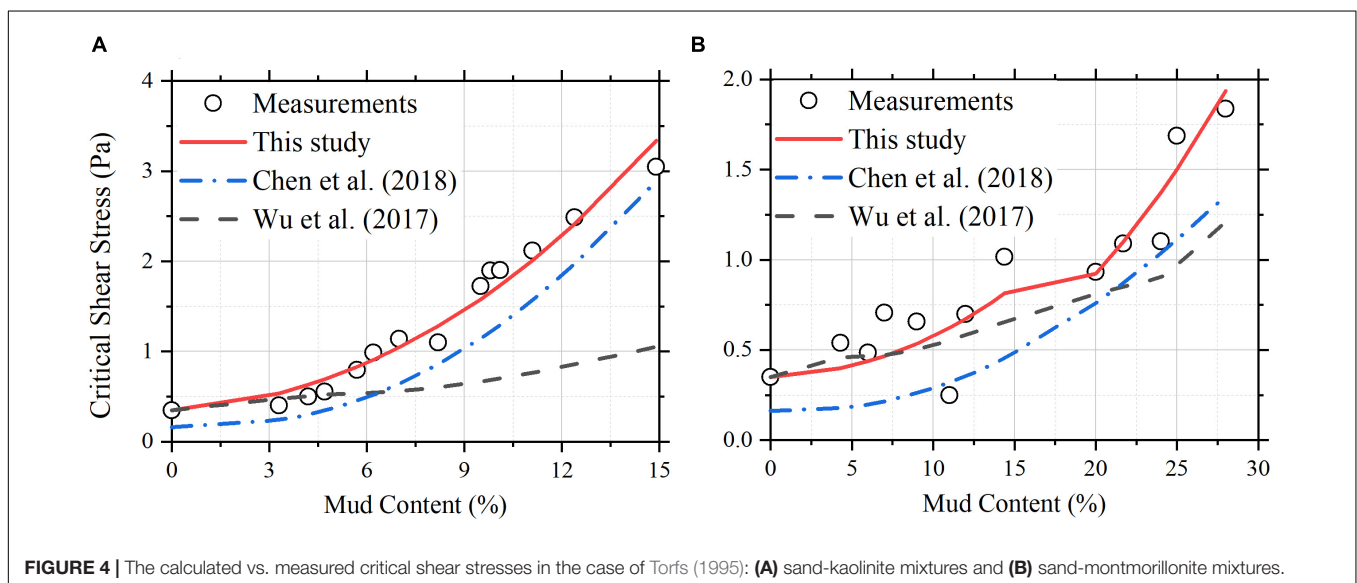 A
B
4
3
2
1
0
Critical Shear Stress (Pa)
Measurements
This study
Chen et al. (2018)
Wu et al. (2017)
0 3 6 9 12 15
Mud Content (%)
2.0
1.5
1.0
0.5
0.0
Measurements
This study
Chen et al. (2018)
Wu et al. (2017)
0 5 10 15 20 25 30
Mud Content (%)
FIGURE 4 | The calculated vs. measured critical shear stresses in the case of Torfs (1995): (A) sand-kaolinite mixtures and (B) sand-montmorillonite mixtures.